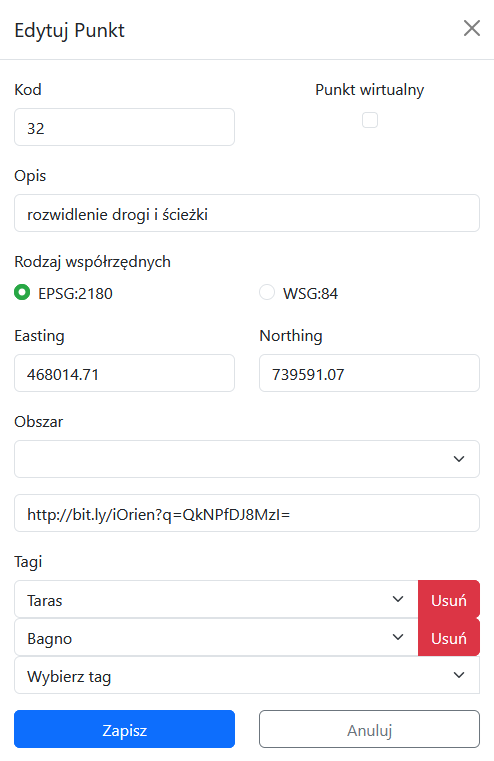 Edytuj Punkt
Kod
Punkt wirtualny
32
Opis
rozwidlenie drogi i ścieżki
Rodzaj współrzędnych
EPSG:2180
WSG:84
Easting
Northing
468014.71
739591.07
Obszar
http://bit.ly/iOrien?q=QkNPfDJ8MzI=
Tagi
Taras
Usuń
Bagno
Usuń
Wybierz tag
Zapisz
Anuluj